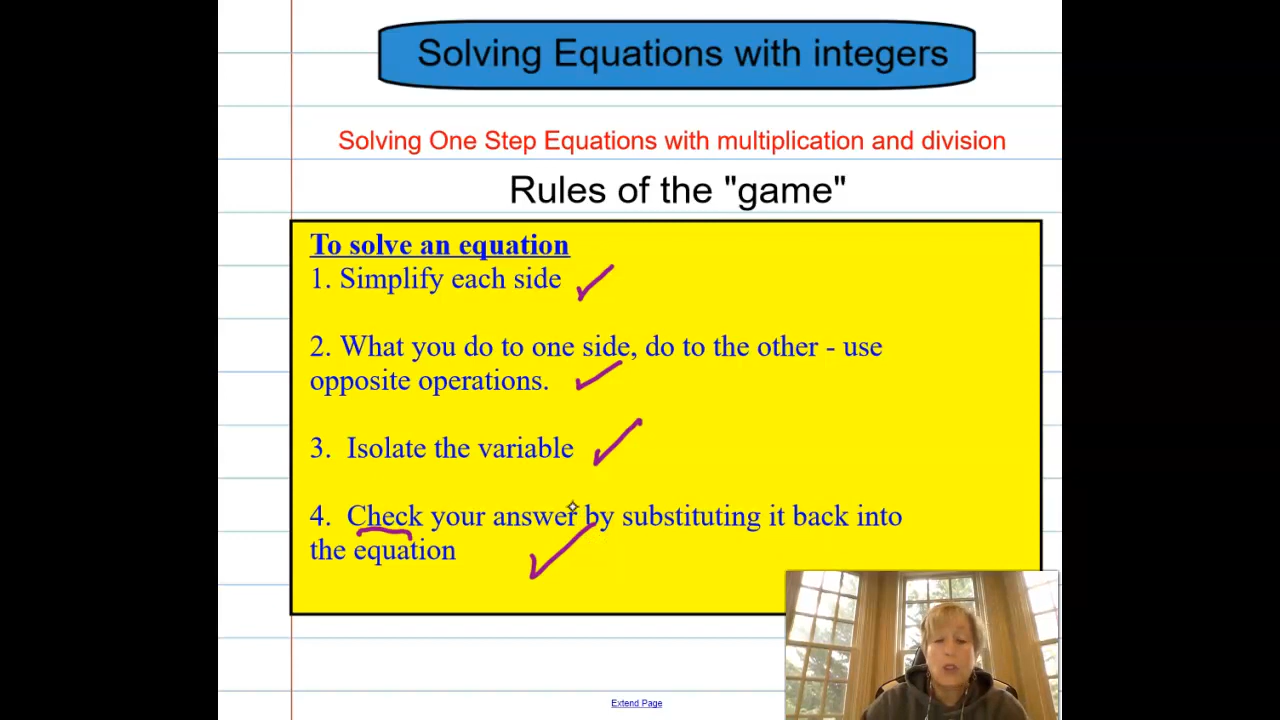 Solving Equations with integers
Solving One Step Equations with multiplication and division
Rules of the "game"
To solve an equation
1. Simplify each side
2. What you do to one side, do to the other - use
opposite operations.
3.  Isolate the variable
4.  Check your answer by substituting it back into
the equation
Extend Page